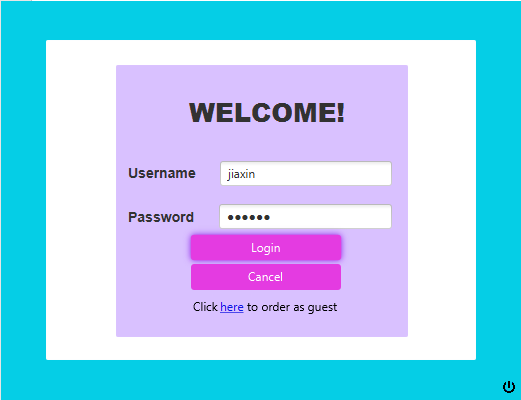 WELCOME!
Username jiaxin
Password ●●●●●●
Login
Cancel
Click here to order as guest